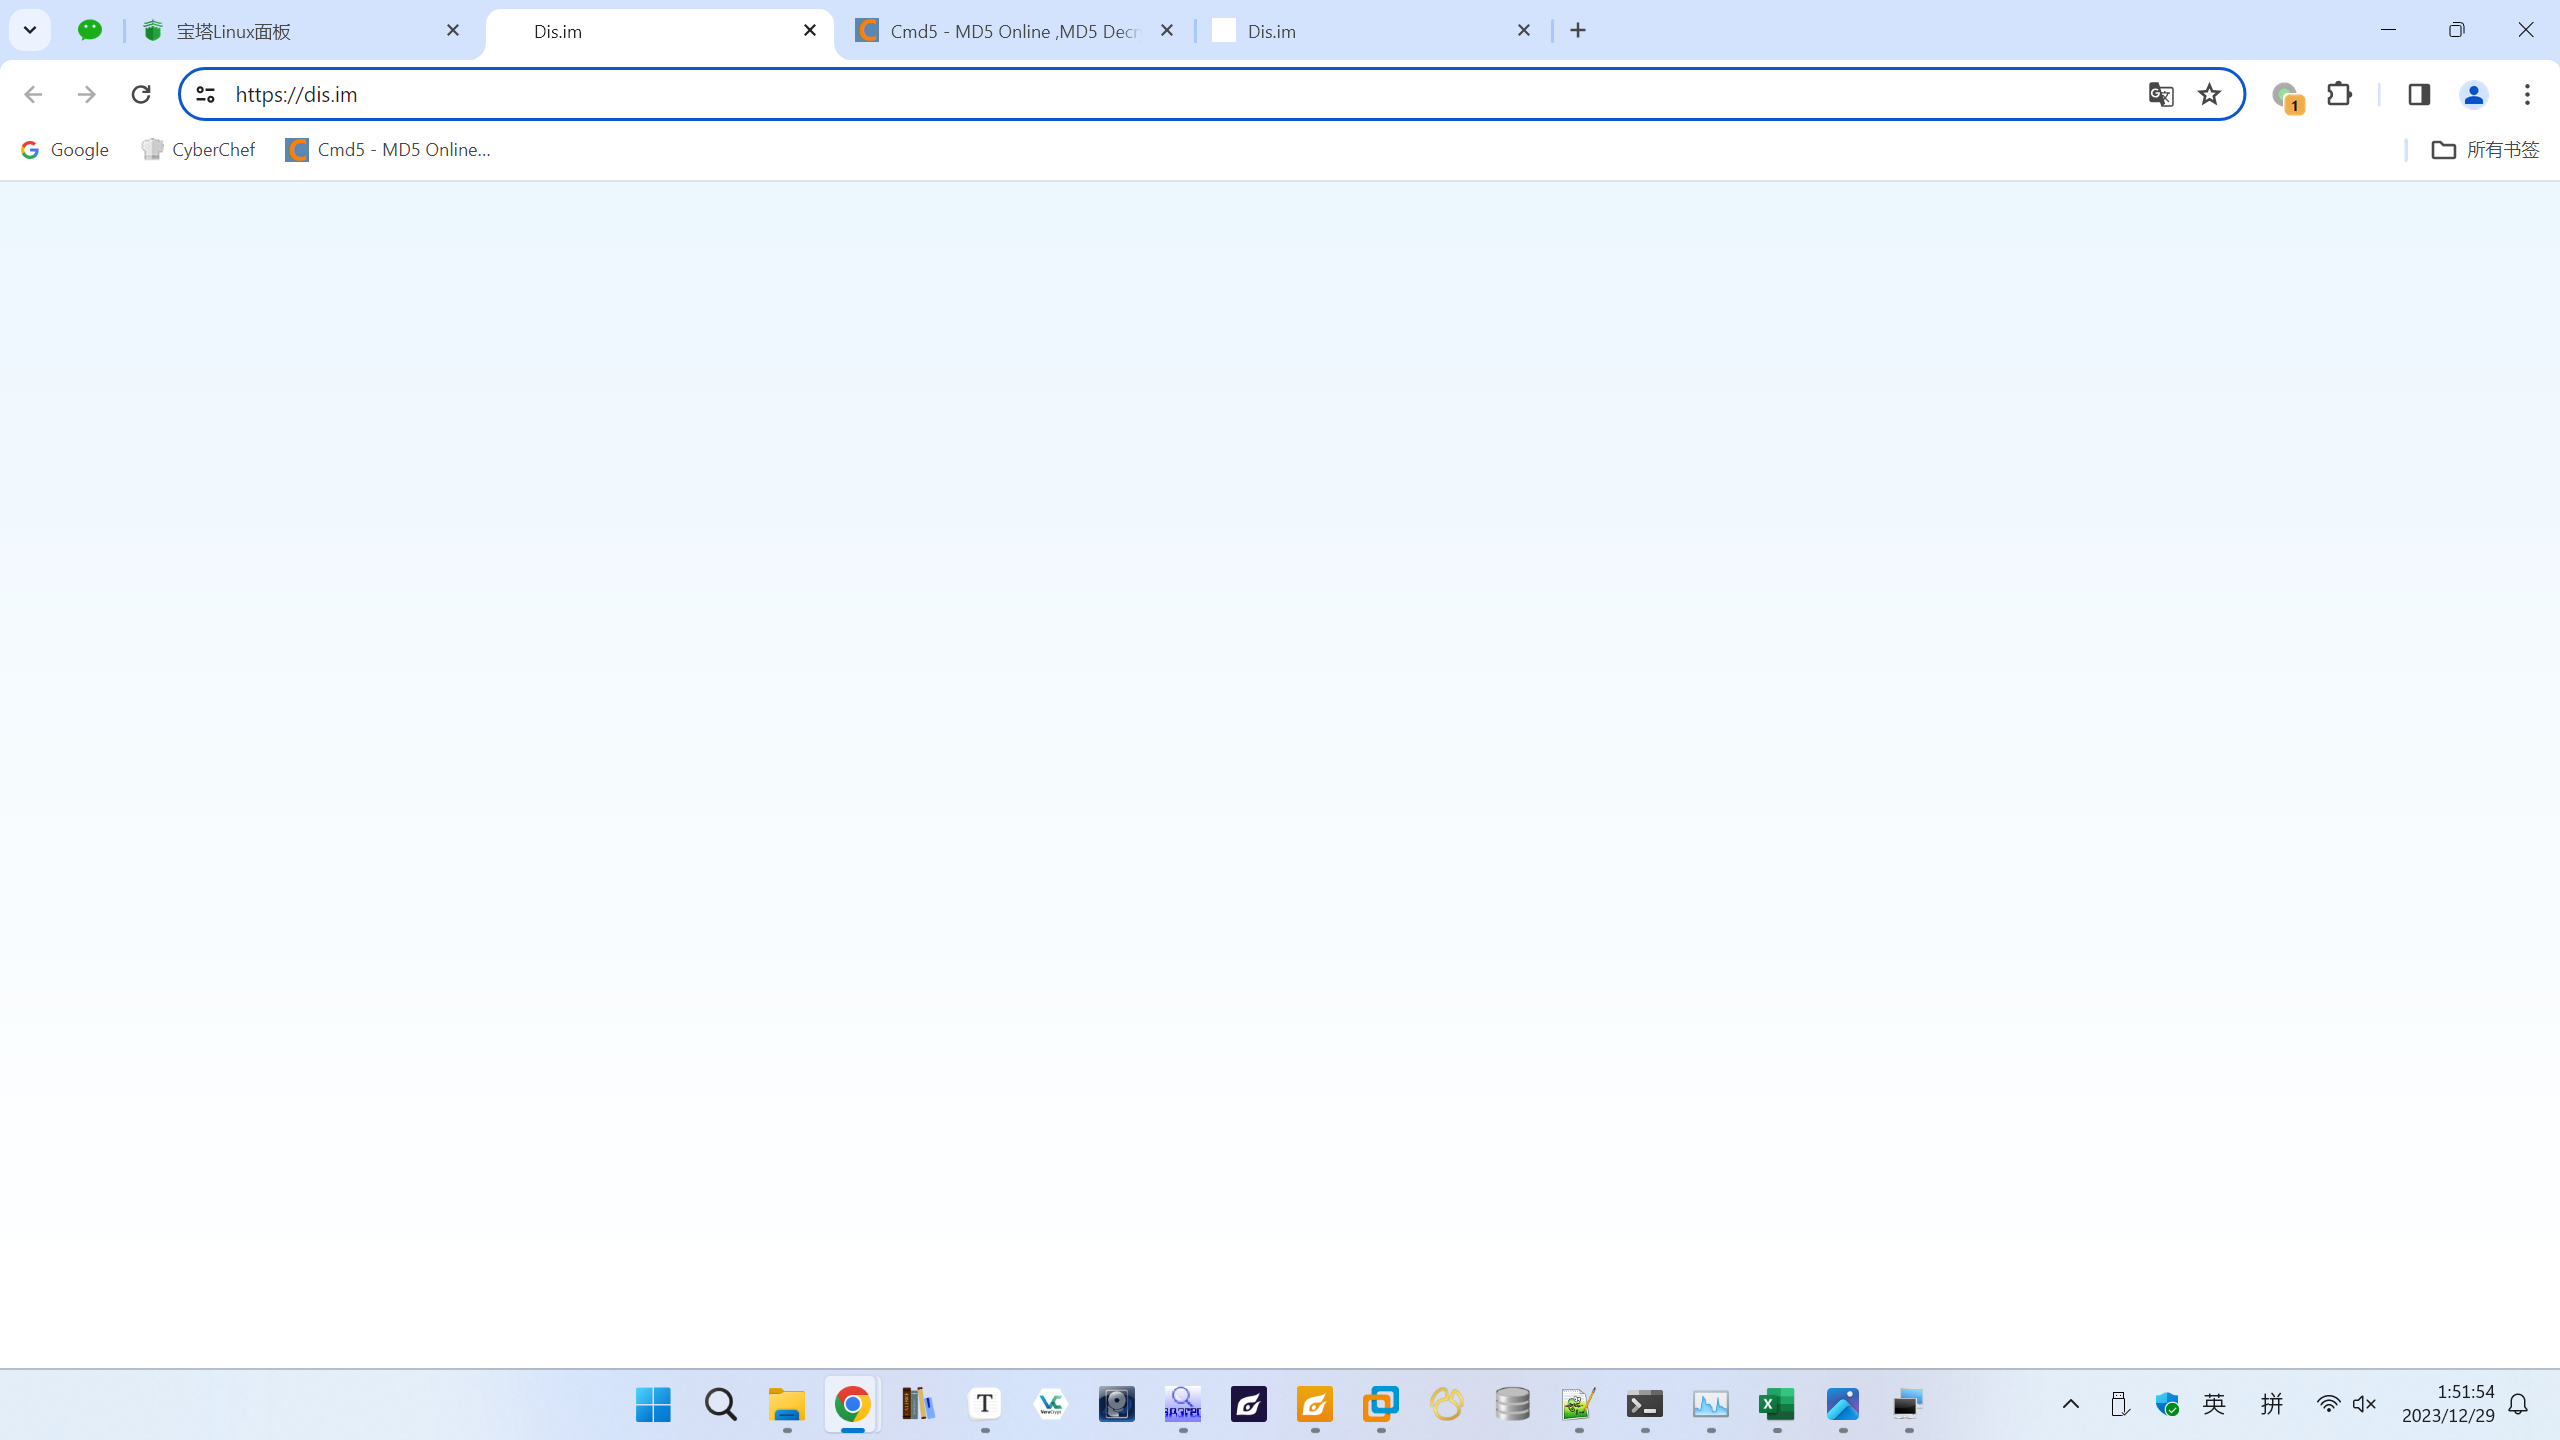 宝塔Linux面板
Dis.im
Cmd5 - MD5 Online ,MD5 Decr
Dis.im
https://dis.im
1
Google
CyberChef
Cmd5 - MD5 Online...
所有书签
英
拼
1:51:54
2023/12/29